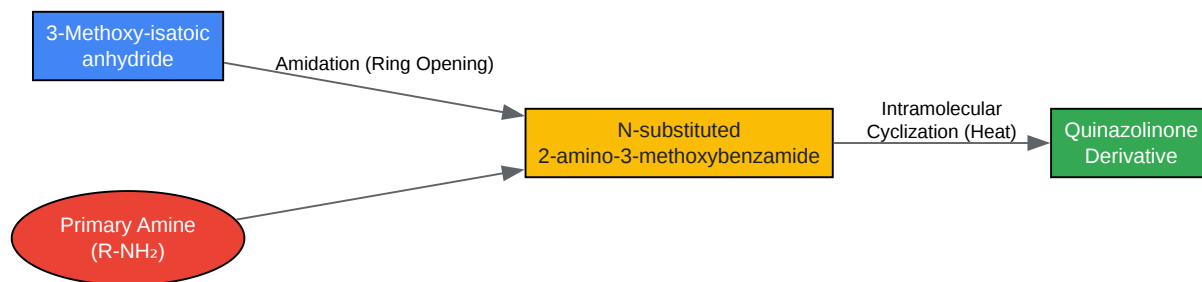 3-Methoxy-isatoic
anhydride
Amidation (Ring Opening)
Primary Amine
(R-NH₂)
N-substituted
2-amino-3-methoxybenzamide
Intramolecular
Cyclization (Heat)
Quinazolinone
Derivative